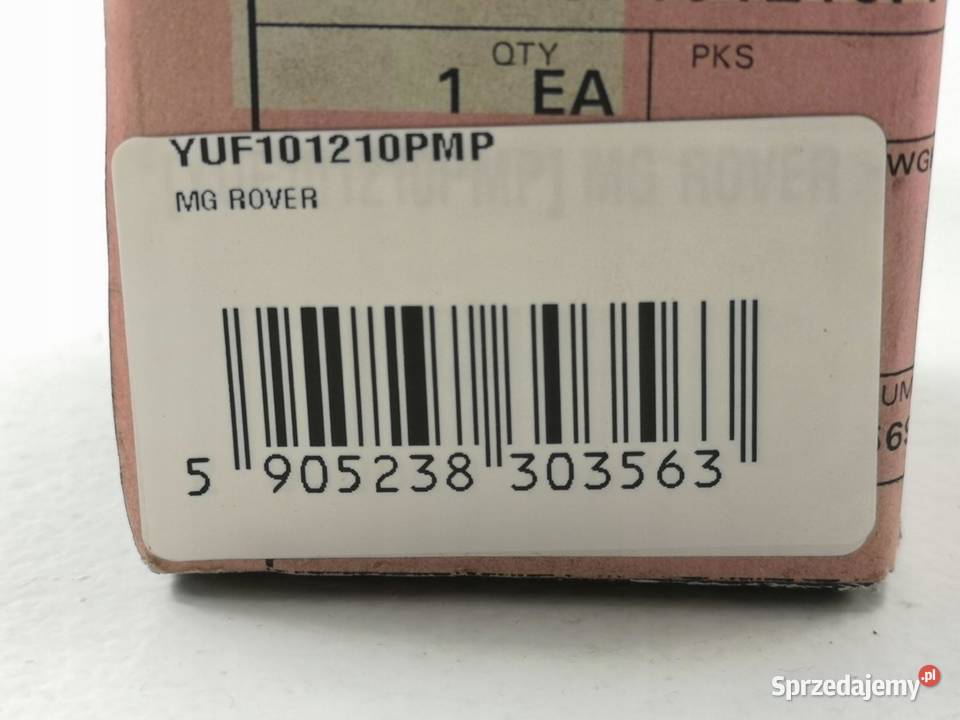 QTY
PKS
1 EA
YUF101210PMP
MG ROVER
5 905238 303563
Sprzedajemy.pl